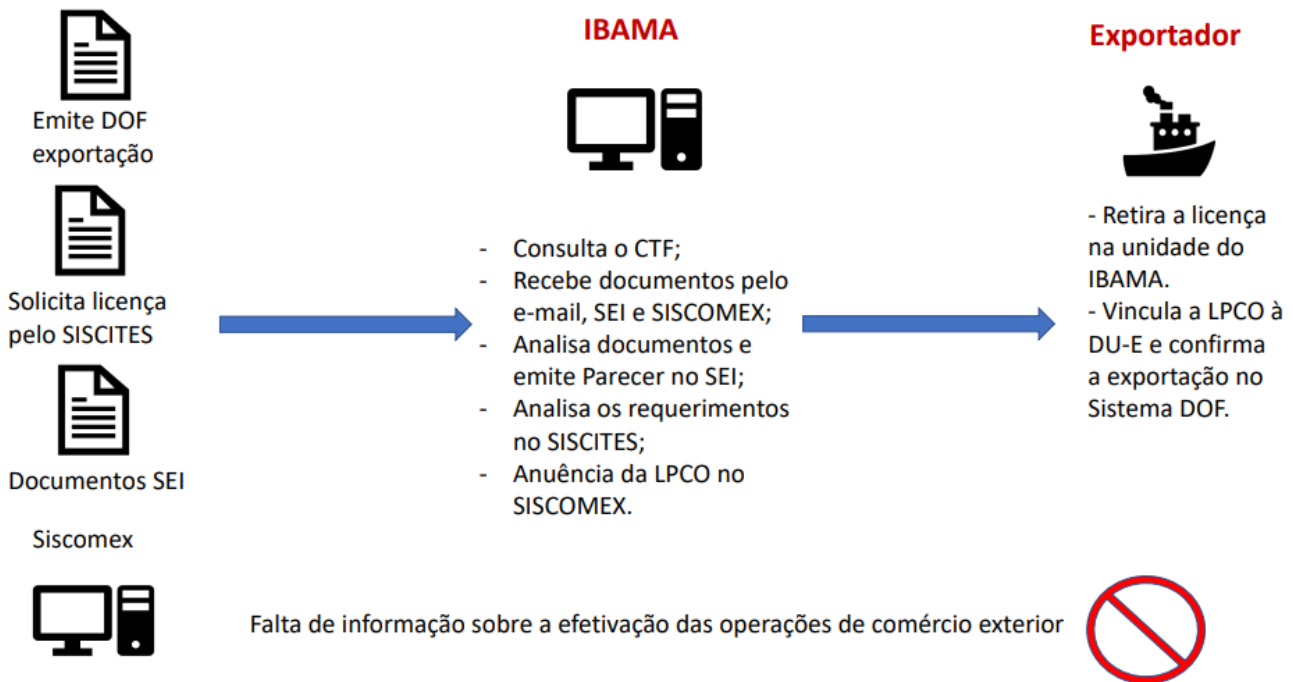 Emite DOF
exportação
Solicita licença
pelo SISCITES
Documentos SEI
Siscomex
IBAMA
- Consulta o CTF;
- Recebe documentos pelo
e-mail, SEI e SISCOMEX;
- Analisa documentos e
emite Parecer no SEI;
- Analisa os requerimentos
no SISCITES;
- Anuência da LPCO no
SISCOMEX.
Exportador
- Retira a licença
na unidade do
IBAMA.
- Vincula a LPCO à
DU-E e confirma
a exportação no
Sistema DOF.
Falta de informação sobre a efetivação das operações de comércio exterior